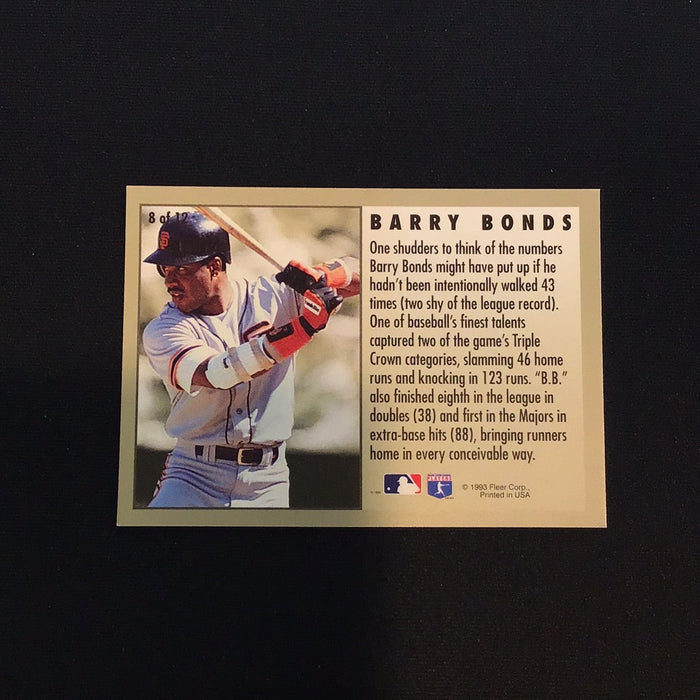 8 of 12
SF
BARRY BONDS
One shudders to think of the numbers
Barry Bonds might have put up if he
hadn't been intentionally walked 43
times (two shy of the league record).
One of baseball's finest talents
captured two of the game's Triple
Crown categories, slamming 46 home
runs and knocking in 123 runs. "B.B."
also finished eighth in the league in
doubles (38) and first in the Majors in
extra-base hits (88), bringing runners
home in every conceivable way.
PLAYERS
© 1993 Fleer Corp.,
Printed in USA